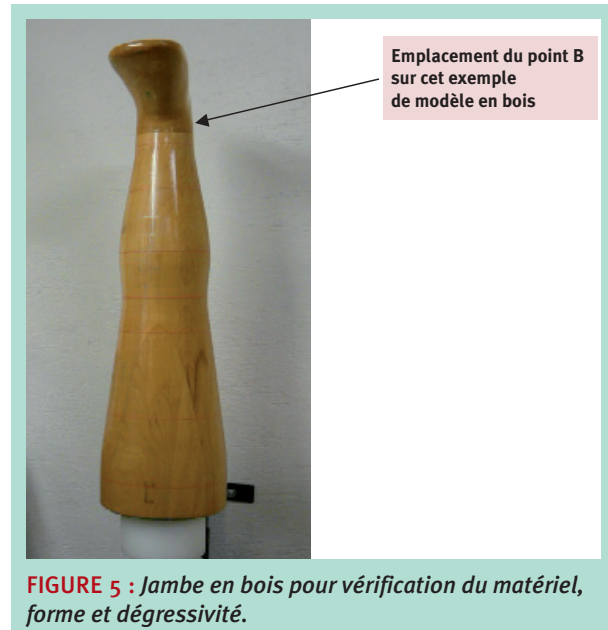 Emplacement du point B
sur cet exemple
de modèle en bois
FIGURE 5 : Jambe en bois pour vérification du matériel,
forme et dégressivité.